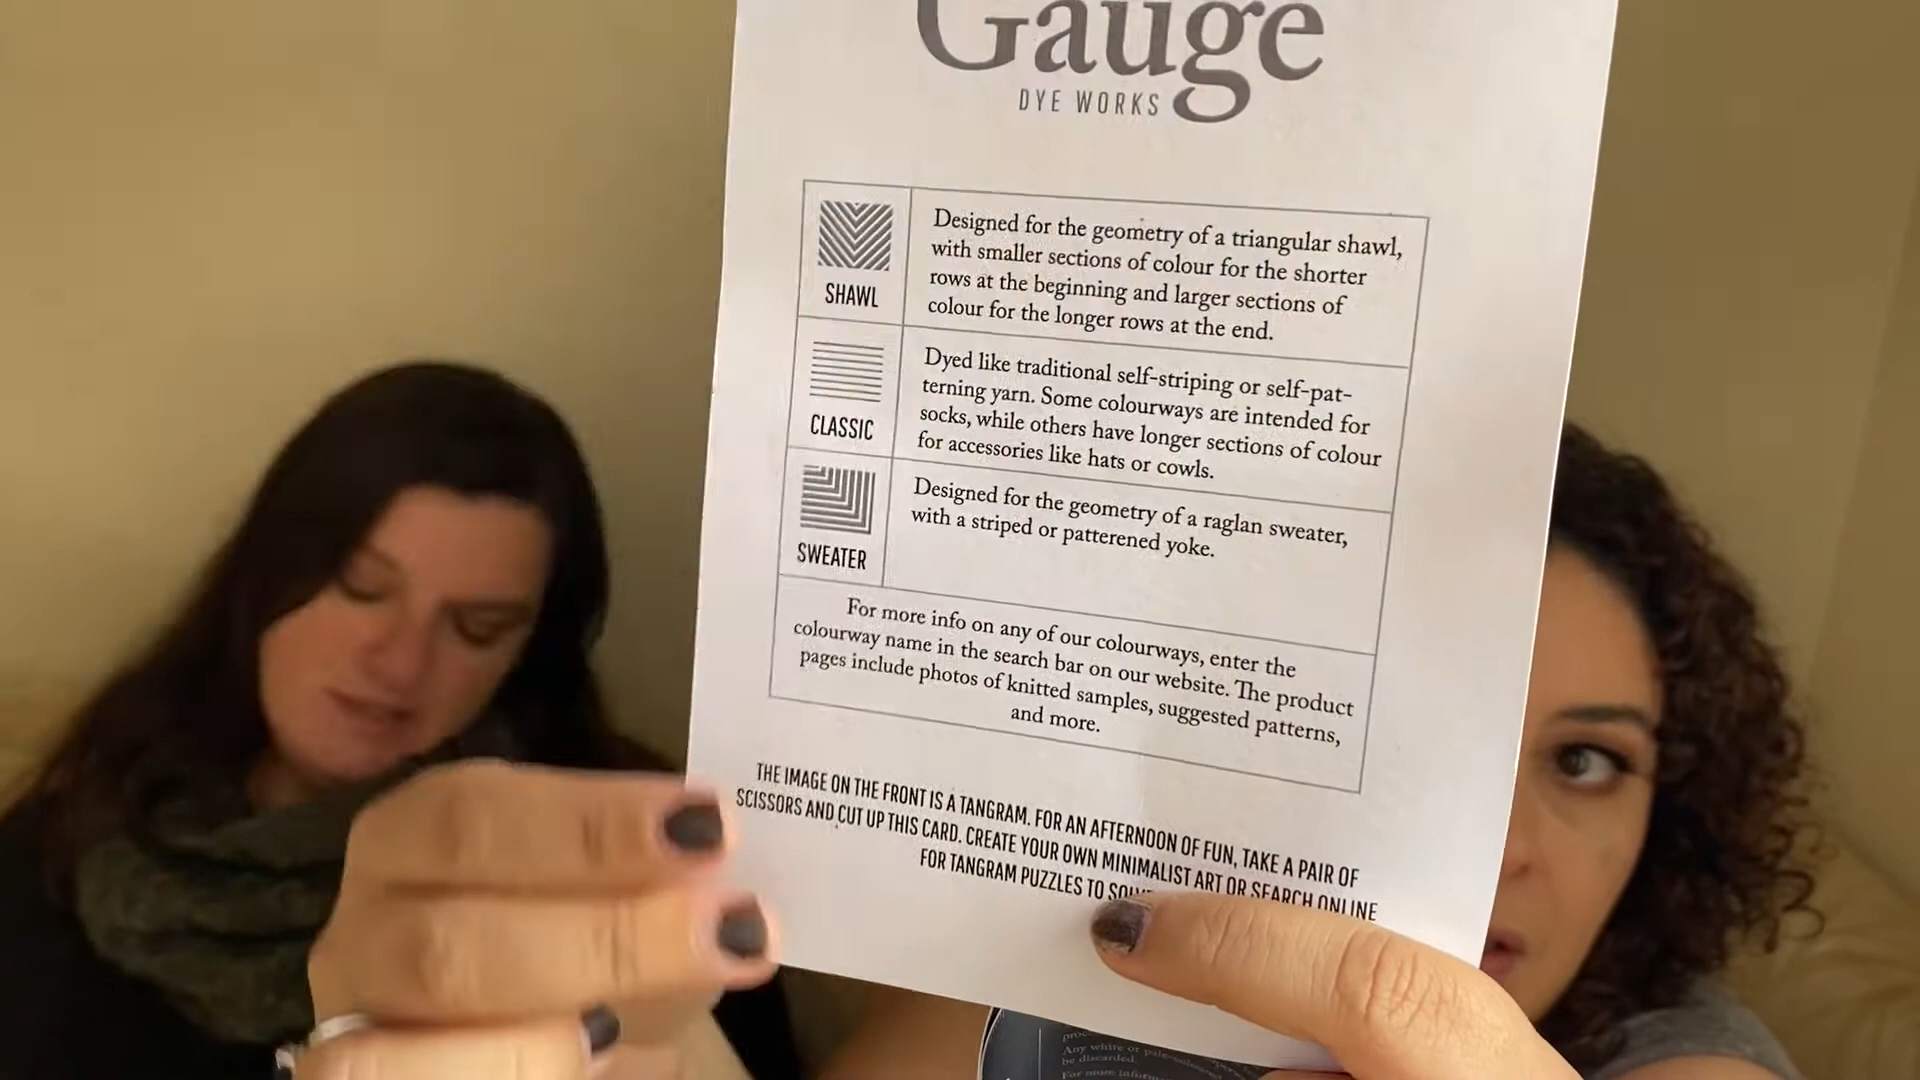 Gauge
DYE WORKS
SHAWL
Designed for the geometry of a triangular shawl,
with smaller sections of colour for the shorter
rows at the beginning and larger sections of
colour for the longer rows at the end.
CLASSIC
Dyed like traditional self-striping or self-pat-
terning yarn. Some colourways are intended for
socks, while others have longer sections of colour
for accessories like hats or cowls.
SWEATER
Designed for the geometry of a raglan sweater,
with a striped or patterened yoke.
For more info on any of our colourways, enter the
colourway name in the search bar on our website. The product
pages include photos of knitted samples, suggested patterns,
and more.
THE IMAGE ON THE FRONT IS A TANGRAM. FOR AN AFTERNOON OF FUN, TAKE A PAIR OF
SCISSORS AND CUT UP THIS CARD. CREATE YOUR OWN MINIMALIST ART OR SEARCH ONLINE
FOR TANGRAM PUZZLES TO
Any white or
be discarded.
For more